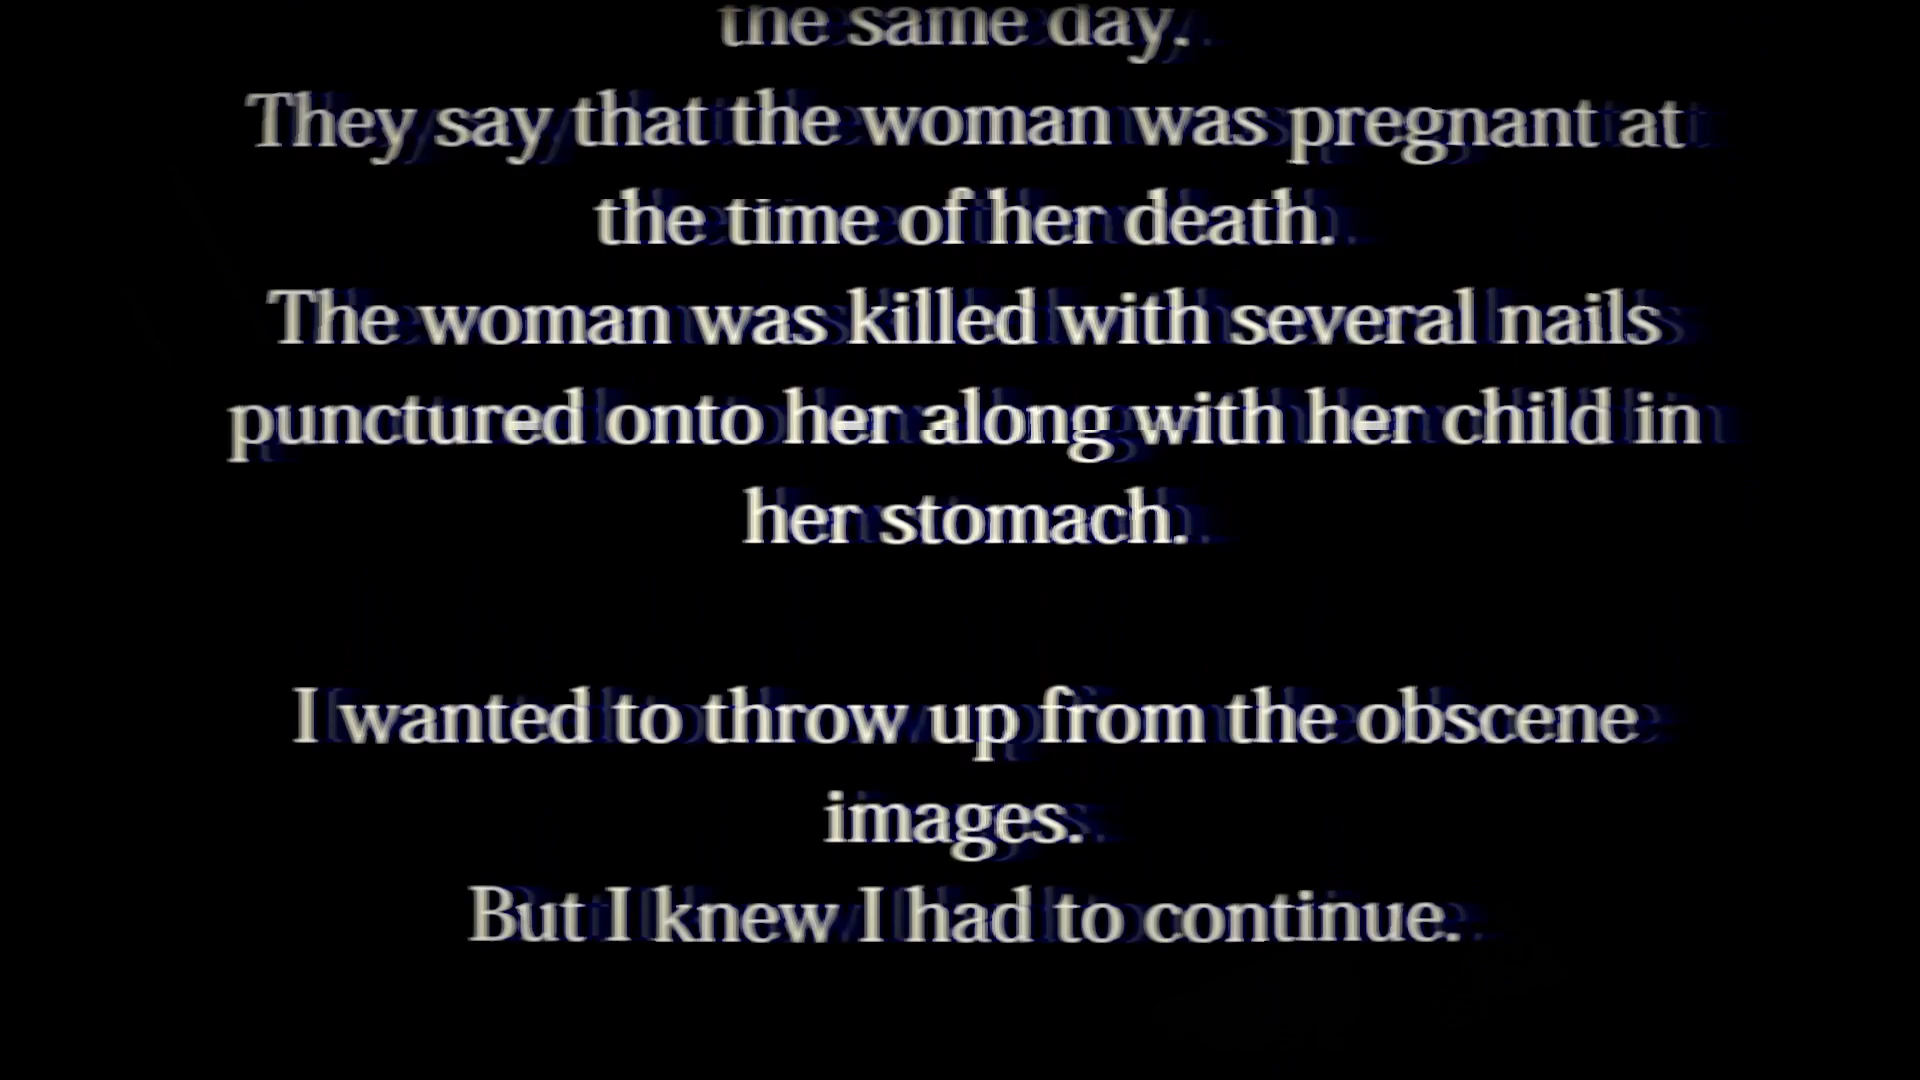 the same day.
They say that the woman was pregnant at
the time of her death.
The woman was killed with several nails
punctured onto her along with her child in
her stomach.
I wanted to throw up from the obscene
images.
But I knew I had to continue.